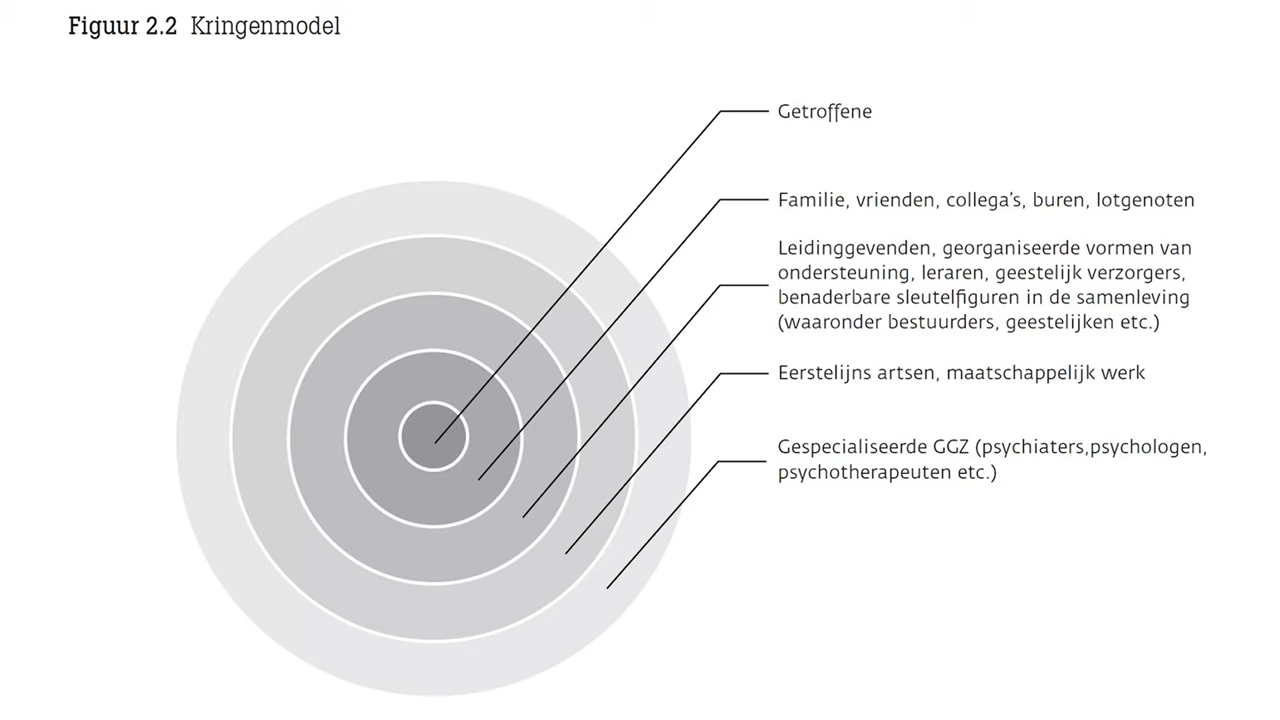 Figuur 2.2 Kringenmodel
Getroffene
Familie, vrienden, collega's, buren, lotgenoten
Leidinggevenden, georganiseerde vormen van
ondersteuning, leraren, geestelijk verzorgers,
benaderbare sleutelfiguren in de samenleving
(waaronder bestuurders, geestelijken etc.)
Eerstelijns artsen, maatschappelijk werk
Gespecialiseerde GGZ (psychiaters,psychologen,
psychotherapeuten etc.)